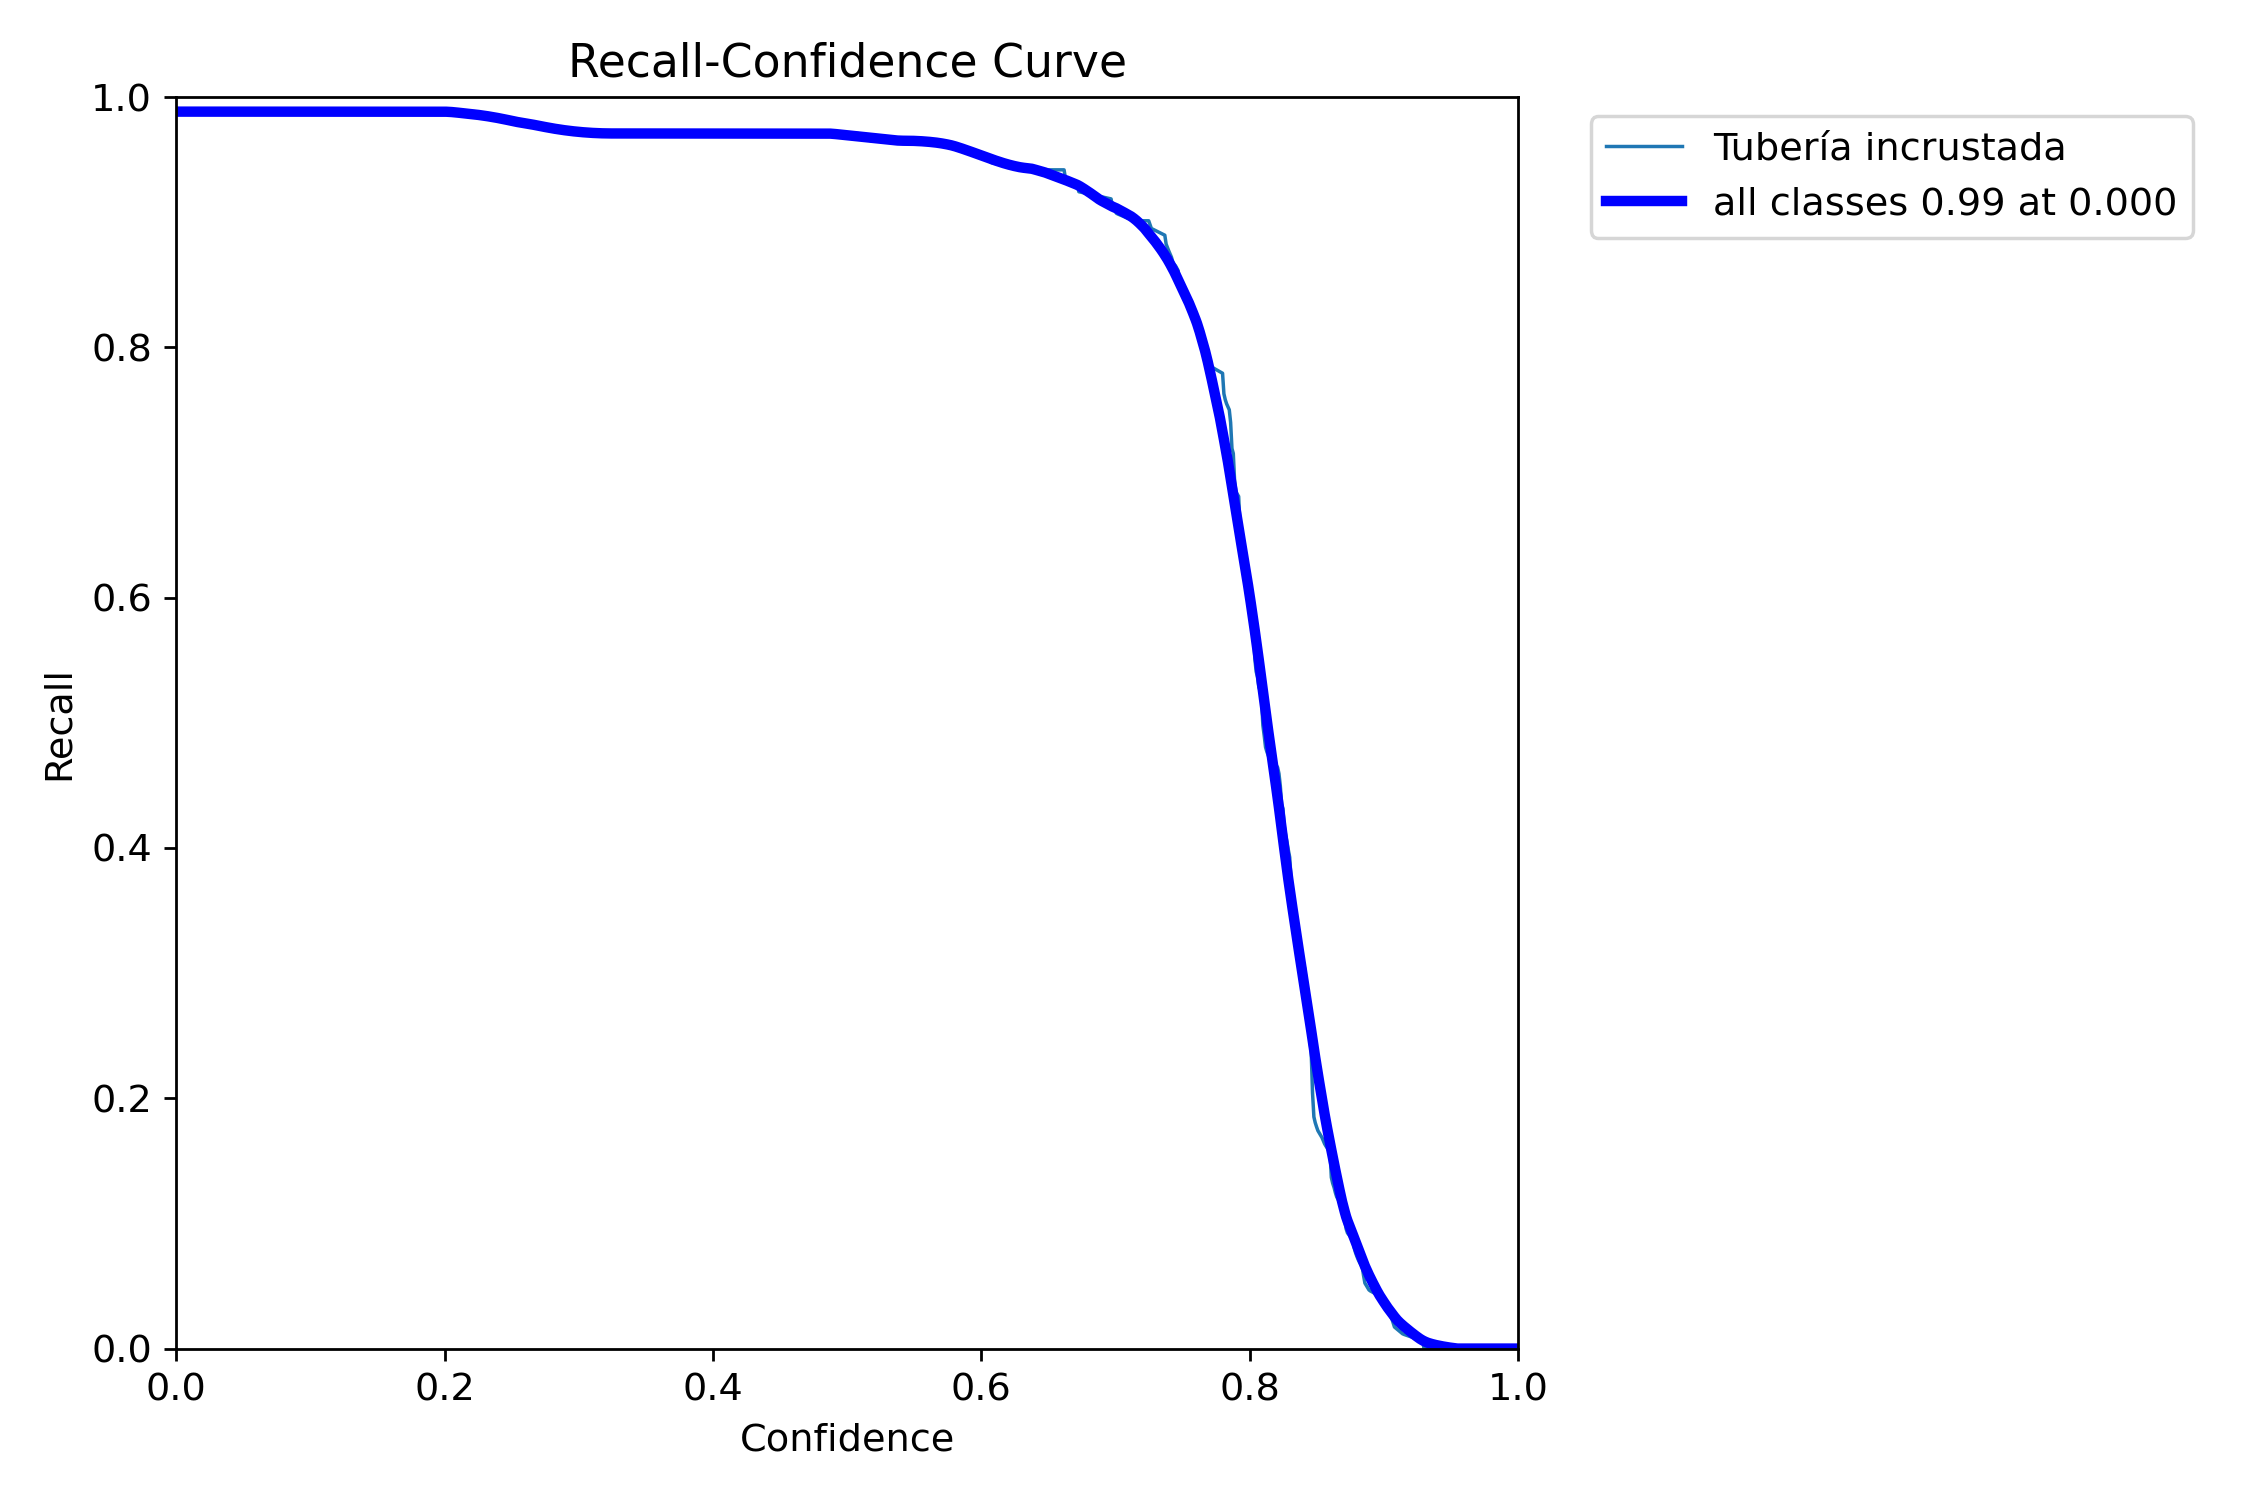 Recall-Confidence Curve
Tubería incrustada
all classes 0.99 at 0.000
1.0
0.8
0.6
0.4
0.2
0.0
Recall
0.0 0.2 0.4 0.6 0.8 1.0
Confidence